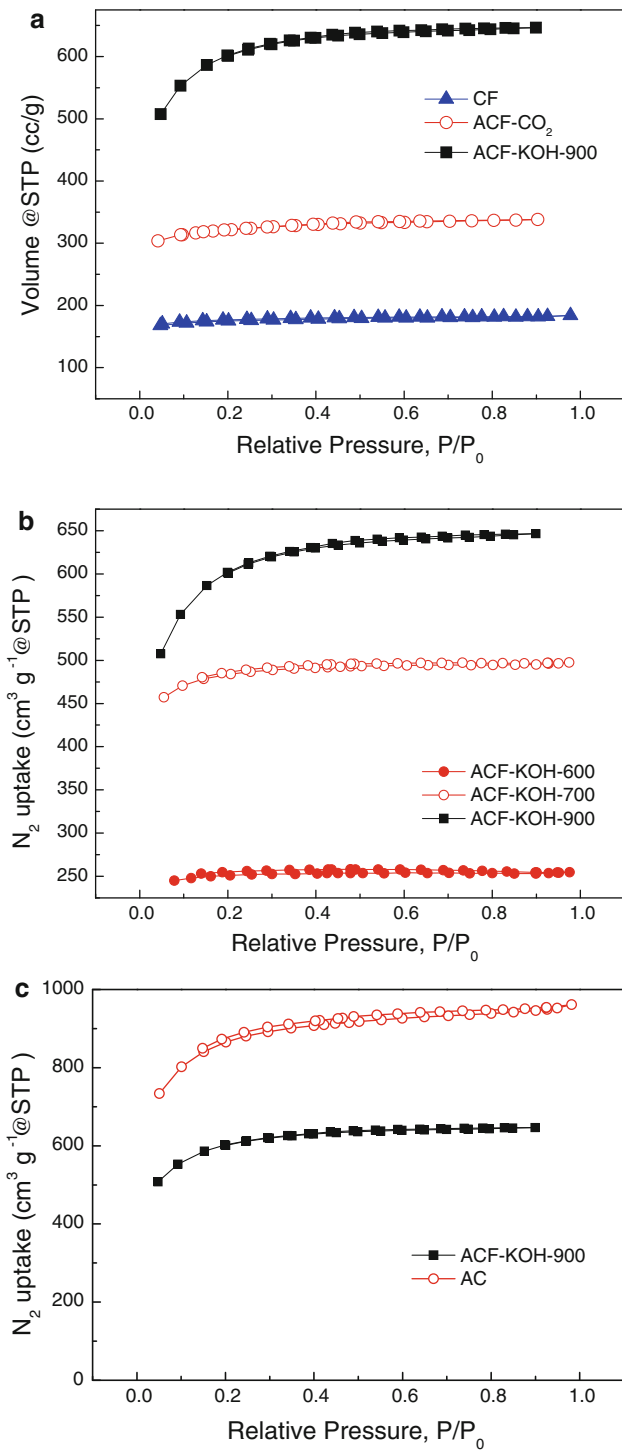 a
600
500
400
300
200
100
Volume @STP (cc/g)
CF
ACF-CO₂
ACF-KOH-900
0.0 0.2 0.4 0.6 0.8 1.0
Relative Pressure, P/P₀
b
650
600
550
500
450
400
350
300
250
N₂ uptake (cm³ g⁻¹@STP )
ACF-KOH-600
ACF-KOH-700
ACF-KOH-900
0.0 0.2 0.4 0.6 0.8 1.0
Relative Pressure, P/P₀
c
1000
800
600
400
200
0
N₂ uptake (cm³ g⁻¹@STP )
ACF-KOH-900
AC
0.0 0.2 0.4 0.6 0.8 1.0
Relative Pressure, P/P₀